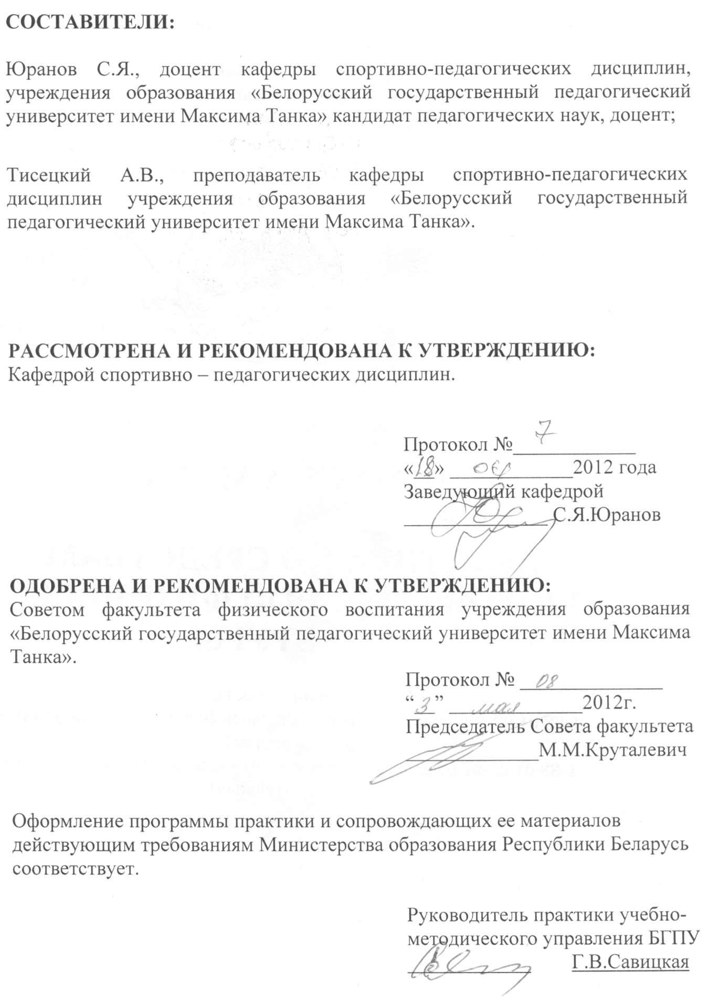 СОСТАВИТЕЛИ:
Юранов С.Я., доцент кафедры спортивно-педагогических дисциплин,
учреждения образования «Белорусский государственный педагогический
университет имени Максима Танка» кандидат педагогических наук, доцент;
Тисецкий А.В., преподаватель кафедры спортивно-педагогических
дисциплин учреждения образования «Белорусский государственный
педагогический университет имени Максима Танка».
РАССМОТРЕНА И РЕКОМЕНДОВАНА К УТВЕРЖДЕНИЮ:
Кафедрой спортивно – педагогических дисциплин.
Протокол № 7
«18» 2012 года
Заведующий кафедрой
С.Я.Юранов
ОДОБРЕНА И РЕКОМЕНДОВАНА К УТВЕРЖДЕНИЮ:
Советом факультета физического воспитания учреждения образования
«Белорусский государственный педагогический университет имени Максима
Танка».
Протокол № 08
“3” мая 2012г.
Председатель Совета факультета
М.М.Круталевич
Оформление программы практики и сопровождающих ее материалов
действующим требованиям Министерства образования Республики Беларусь
соответствует.
Руководитель практики учебно-
методического управления БГПУ
Г.В.Савицкая